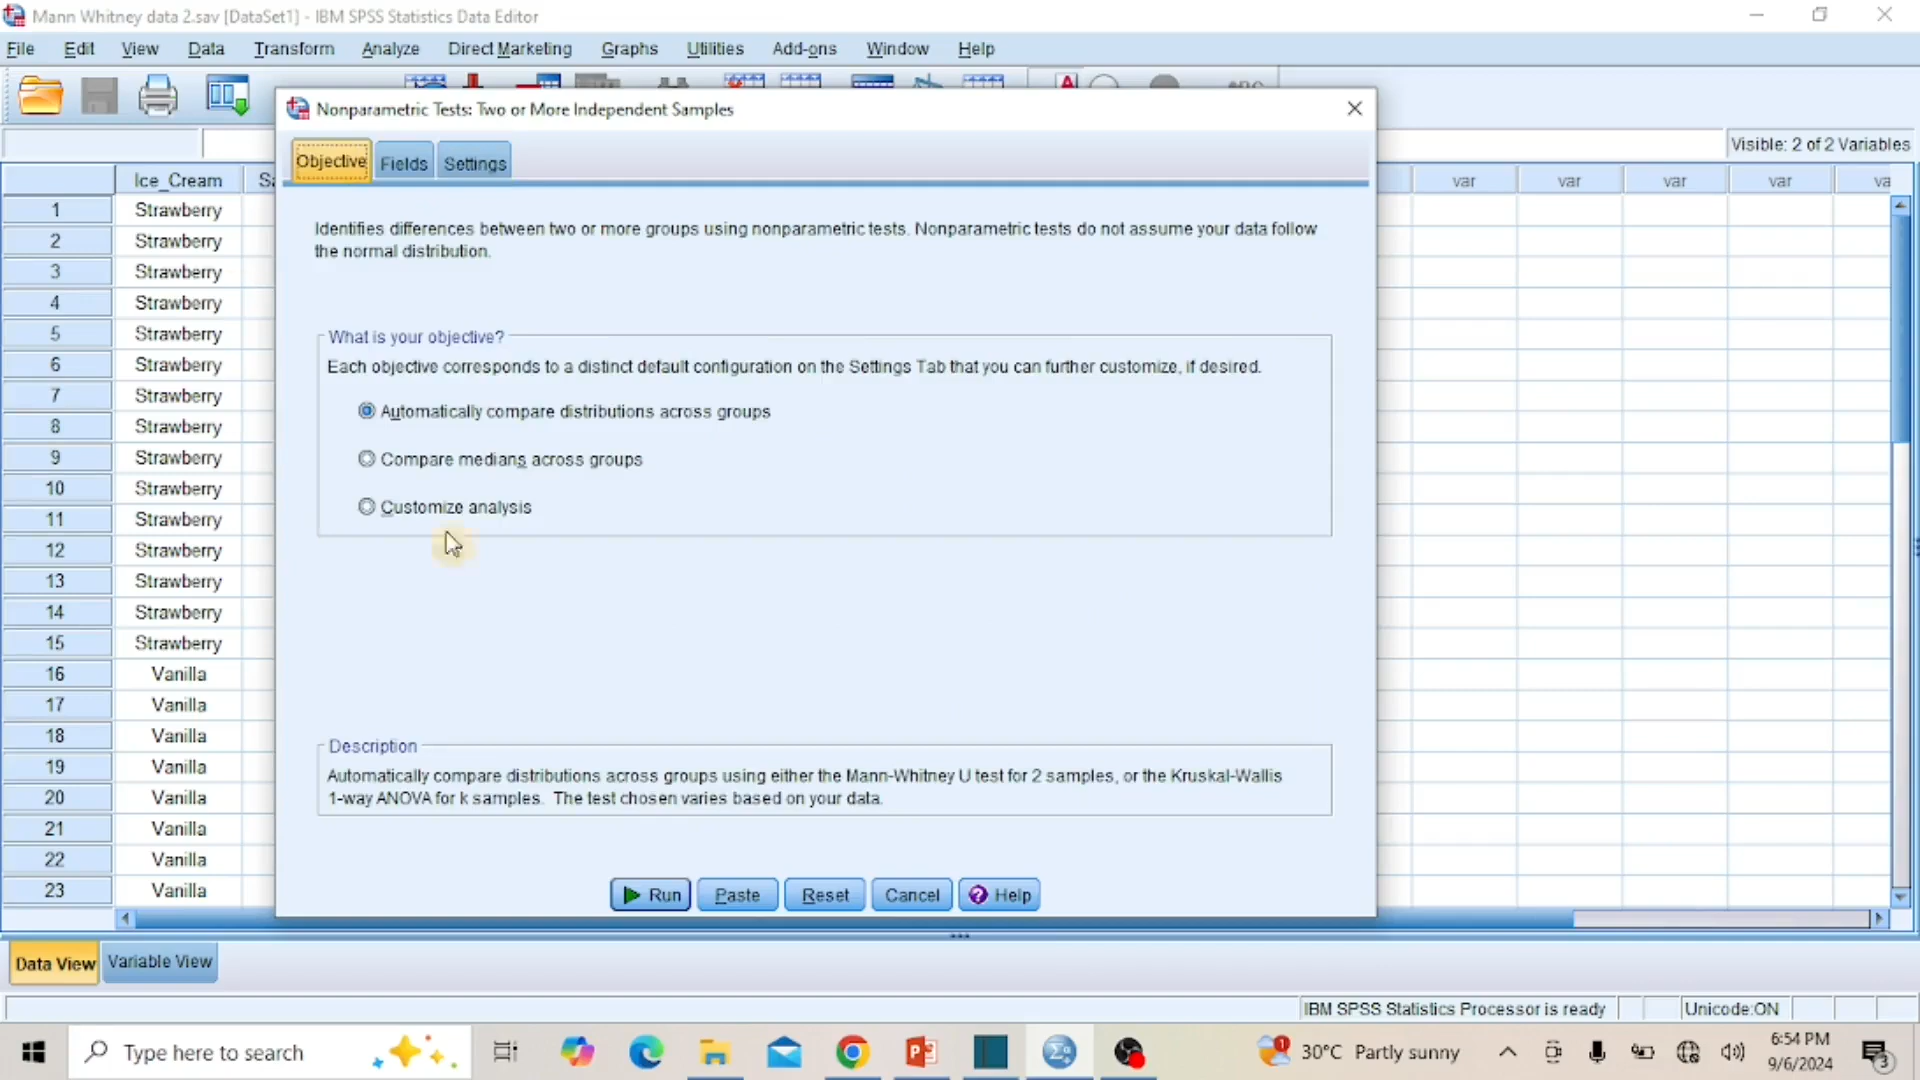 Mann Whitney data 2.sav [DataSet1] - IBM SPSS Statistics Data Editor
File Edit View Data Transform Analyze Direct Marketing Graphs Utilities Add-ons Window Help
Nonparametric Tests: Two or More Independent Samples
Visible: 2 of 2 Variables
Objective Fields Settings
Ice_Cream
var var var var
1 Strawberry
2 Strawberry
3 Strawberry
4 Strawberry
5 Strawberry
6 Strawberry
7 Strawberry
8 Strawberry
9 Strawberry
10 Strawberry
11 Strawberry
12 Strawberry
13 Strawberry
14 Strawberry
15 Strawberry
16 Vanilla
17 Vanilla
18 Vanilla
19 Vanilla
20 Vanilla
21 Vanilla
22 Vanilla
23 Vanilla
Identifies differences between two or more groups using nonparametric tests. Nonparametric tests do not assume your data follow
the normal distribution.
What is your objective?
Each objective corresponds to a distinct default configuration on the Settings Tab that you can further customize, if desired.
Automatically compare distributions across groups
Compare medians across groups
Customize analysis
Description
Automatically compare distributions across groups using either the Mann-Whitney U test for 2 samples, or the Kruskal-Wallis
1-way ANOVA for k samples. The test chosen varies based on your data.
Run Paste Reset Cancel Help
Data View Variable View
IBM SPSS Statistics Processor is ready
Unicode:ON
Type here to search
30°C Partly sunny
6:54 PM
9/6/2024